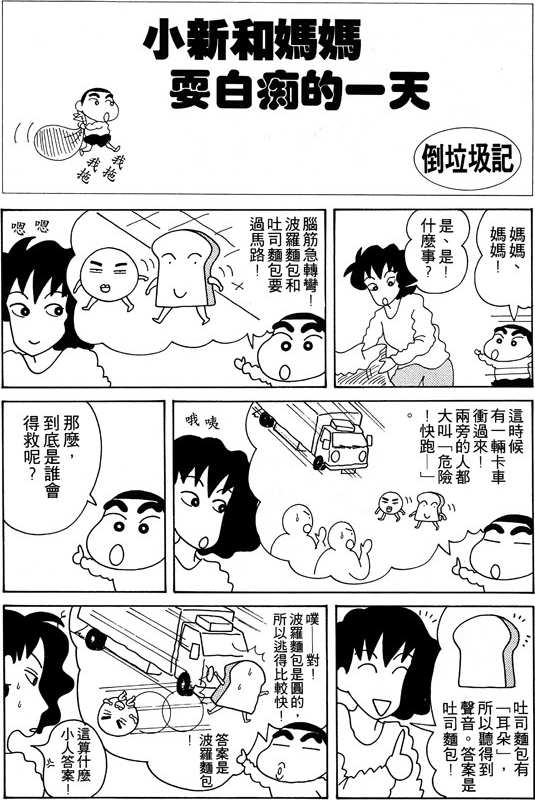 小新和媽媽
耍白痴的一天
倒垃圾記
我拖
我拖
媽媽、
媽媽！
是、是！
什麼事？
腦筋急轉彎！
波羅麵包和
吐司麵包要
過馬路！
嗯嗯
這時候
有一輛卡車
衝過來！
兩旁的人都
大叫「危險
！快跑—」
。
咦
哦
那麼，
到底是誰會
得救呢？
吐司麵包有
「耳朵」，
所以聽得到
聲音。答案是
吐司麵包！
噗—對！
波羅麵包是圓的，
所以逃得比較快！
答案是
波羅麵包
！
這算什麼
小人答案！